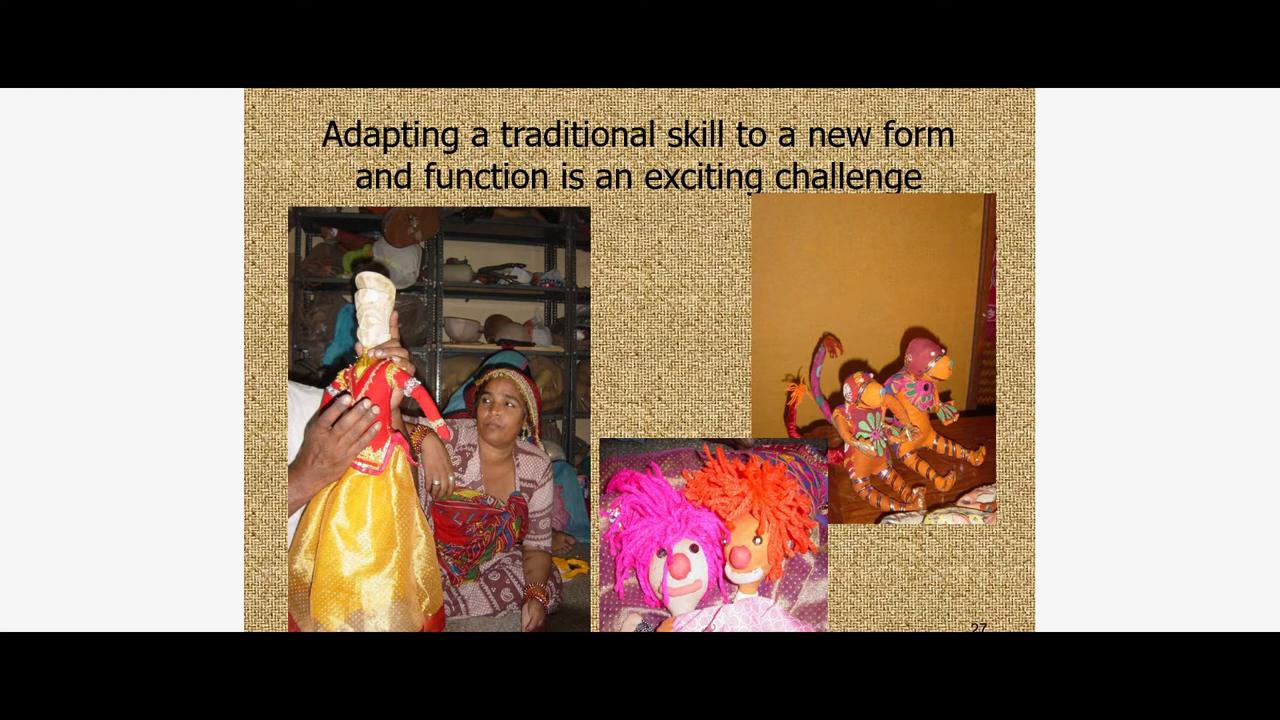 Adapting a traditional skill to a new form
and function is an exciting challenge
27